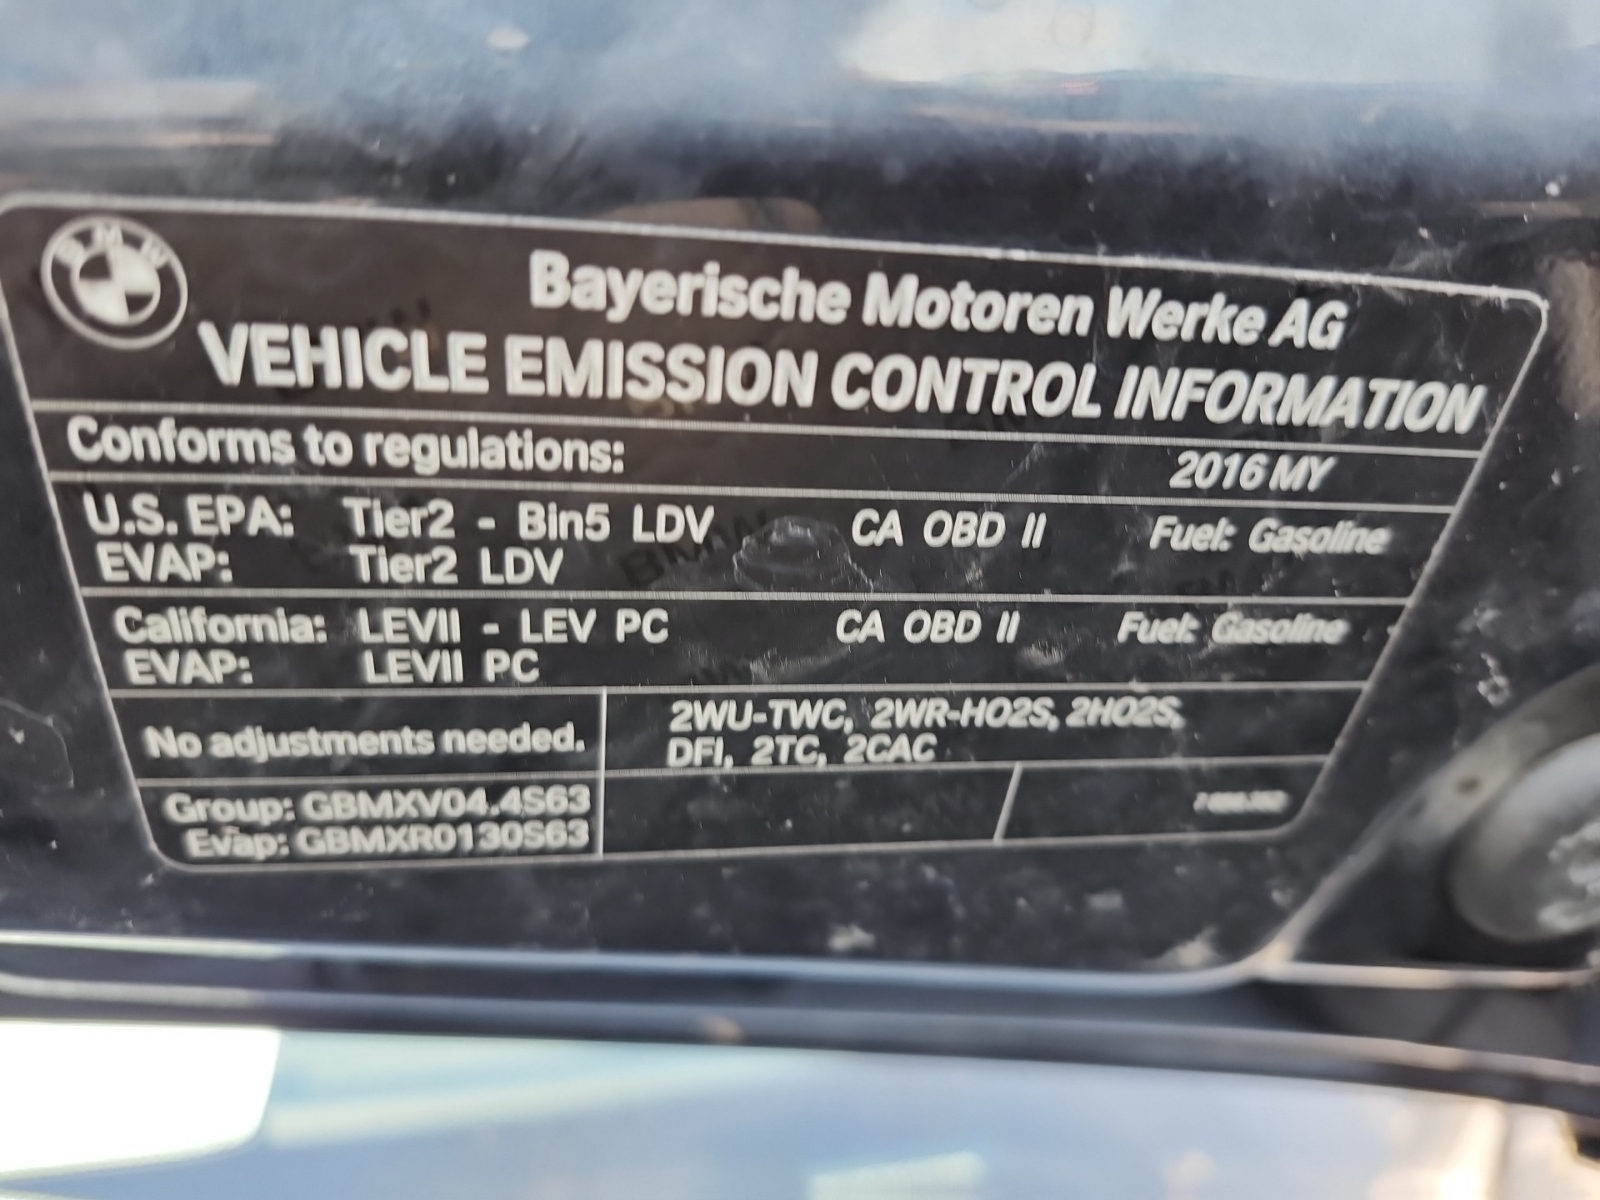 BMW
Bayerische Motoren Werke AG
VEHICLE EMISSION CONTROL INFORMATION
Conforms to regulations: 2016 MY
U.S. EPA: Tier2 - Bin5 LDV CA OBD II Fuel: Gasoline
EVAP: Tier2 LDV
California: LEVII - LEV PC CA OBD II Fuel: Gasoline
EVAP: LEVII PC
No adjustments needed.
2WU-TWC, 2WR-HO2S, 2HO2S,
DFI, 2TC, 2CAC
Group: GBMXV04.4S63
Evap: GBMXR0130S63